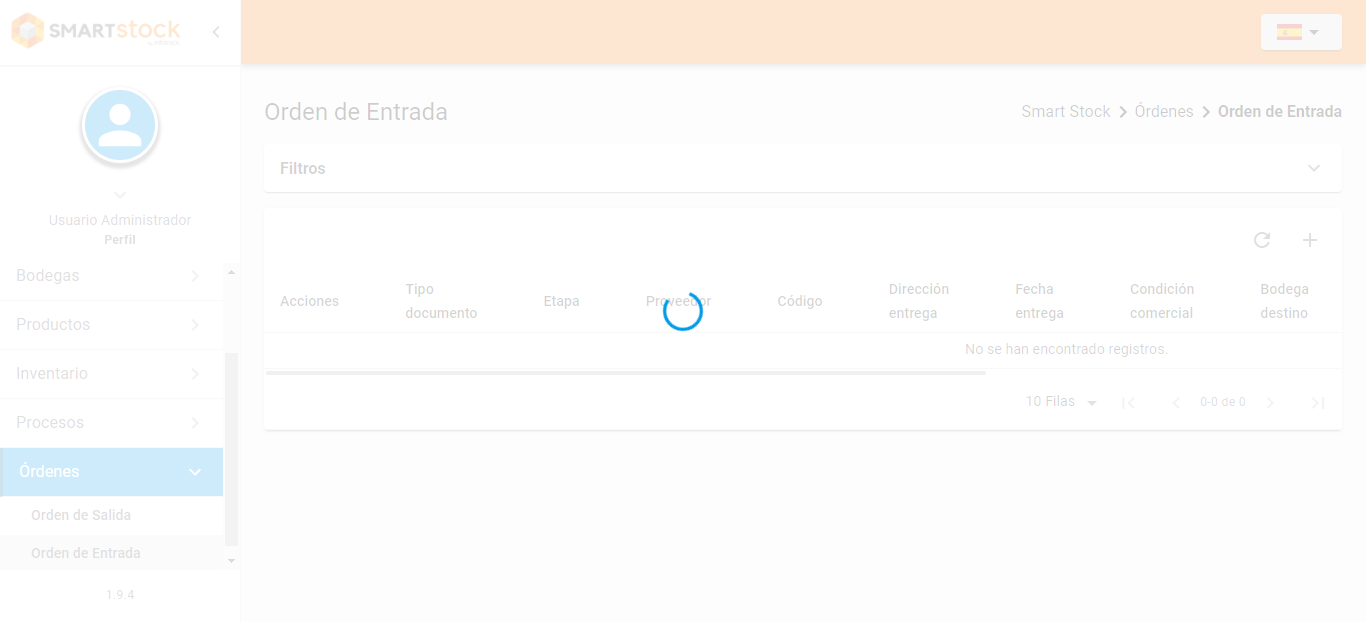 SMARTstock
Usuario Administrador
Perfil
Bodegas
Productos
Inventario
Procesos
Órdenes
Orden de Salida
Orden de Entrada
1.9.4
Orden de Entrada
Smart Stock > Órdenes > Orden de Entrada
Filtros
Acciones
Tipo
documento
Etapa
Proveedor
Código
Dirección
entrega
Fecha
entrega
Condición
comercial
Bodega
destino
No se han encontrado registros.
10 Filas
0-0 de 0